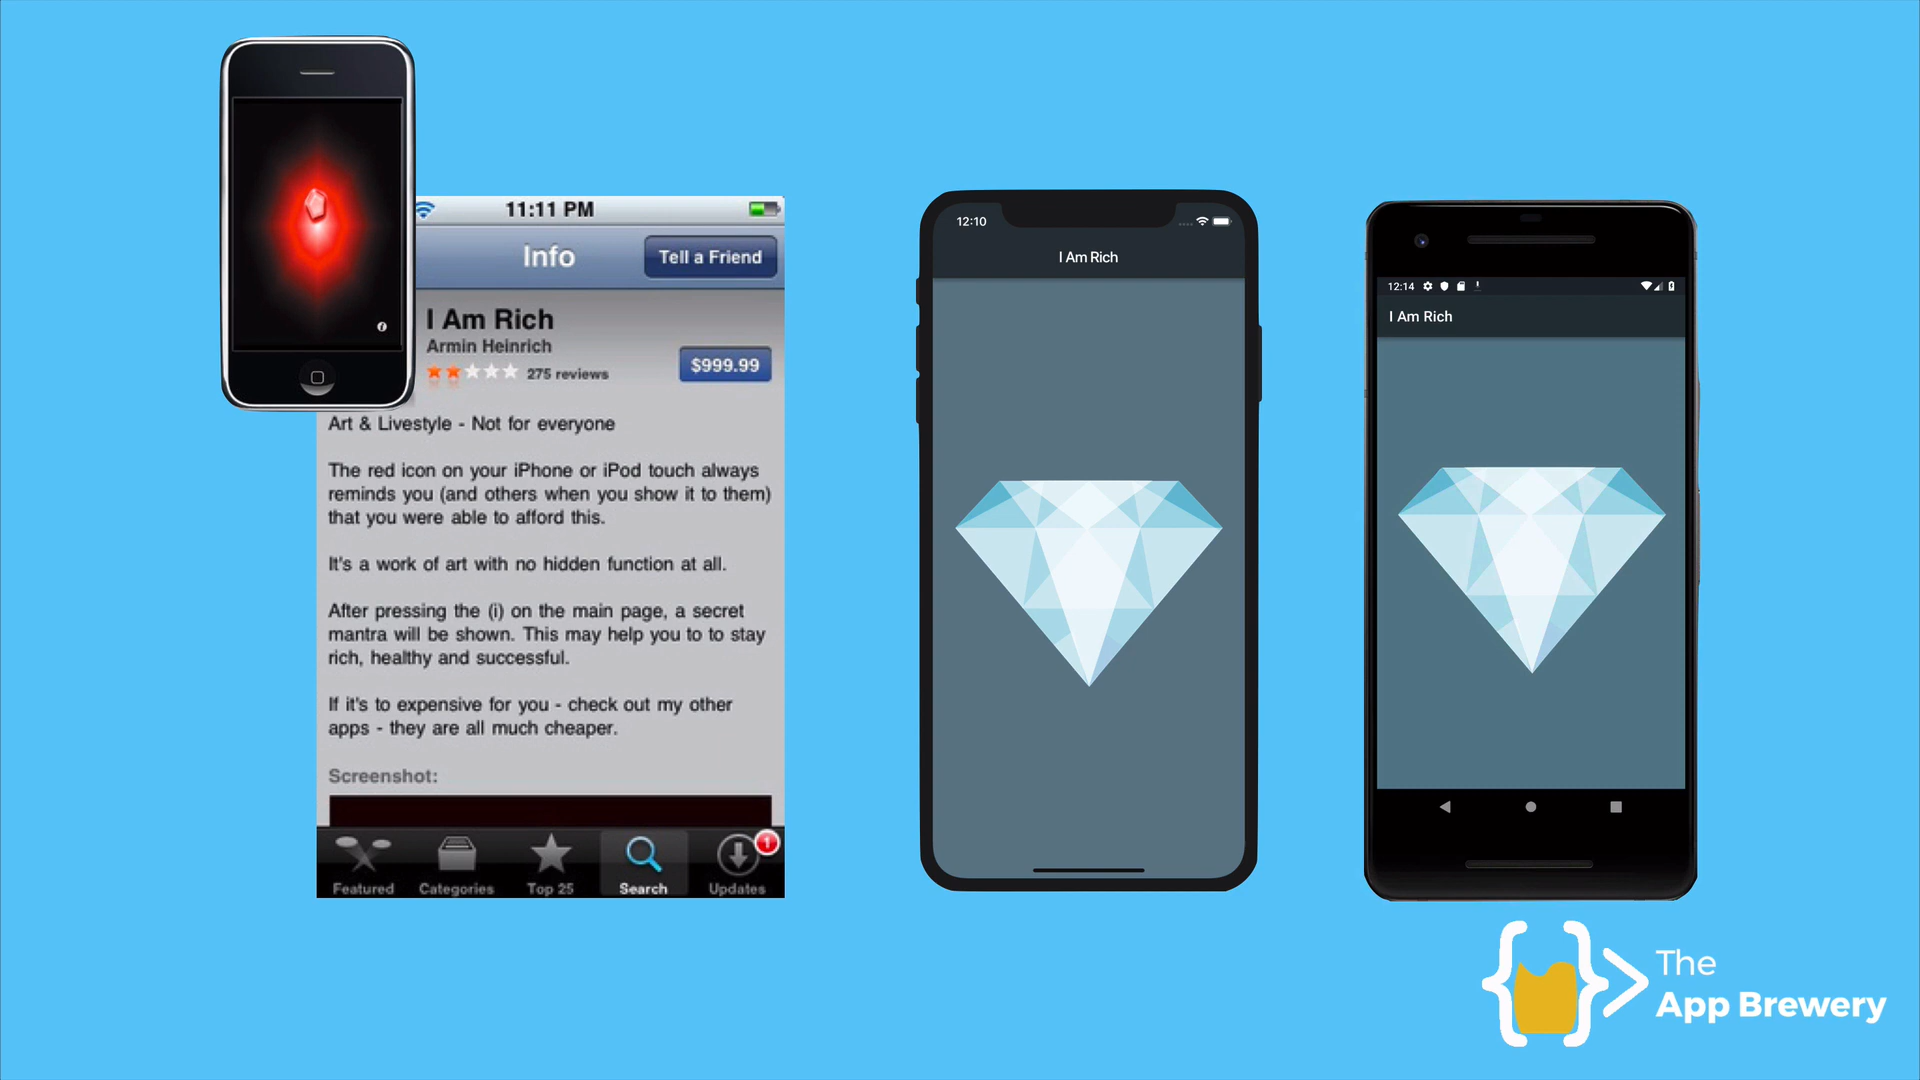 11:11 PM
Info
Tell a Friend
I Am Rich
Armin Heinrich
275 reviews
$999.99
Art & Livestyle - Not for everyone
The red icon on your iPhone or iPod touch always
reminds you (and others when you show it to them)
that you were able to afford this.
It's a work of art with no hidden function at all.
After pressing the (i) on the main page, a secret
mantra will be shown. This may help you to to stay
rich, healthy and successful.
If it's to expensive for you - check out my other
apps - they are all much cheaper.
Screenshot:
Featured
Categories
Top 25
Search
Updates
1
12:10
I Am Rich
12:14
I Am Rich
The
App Brewery